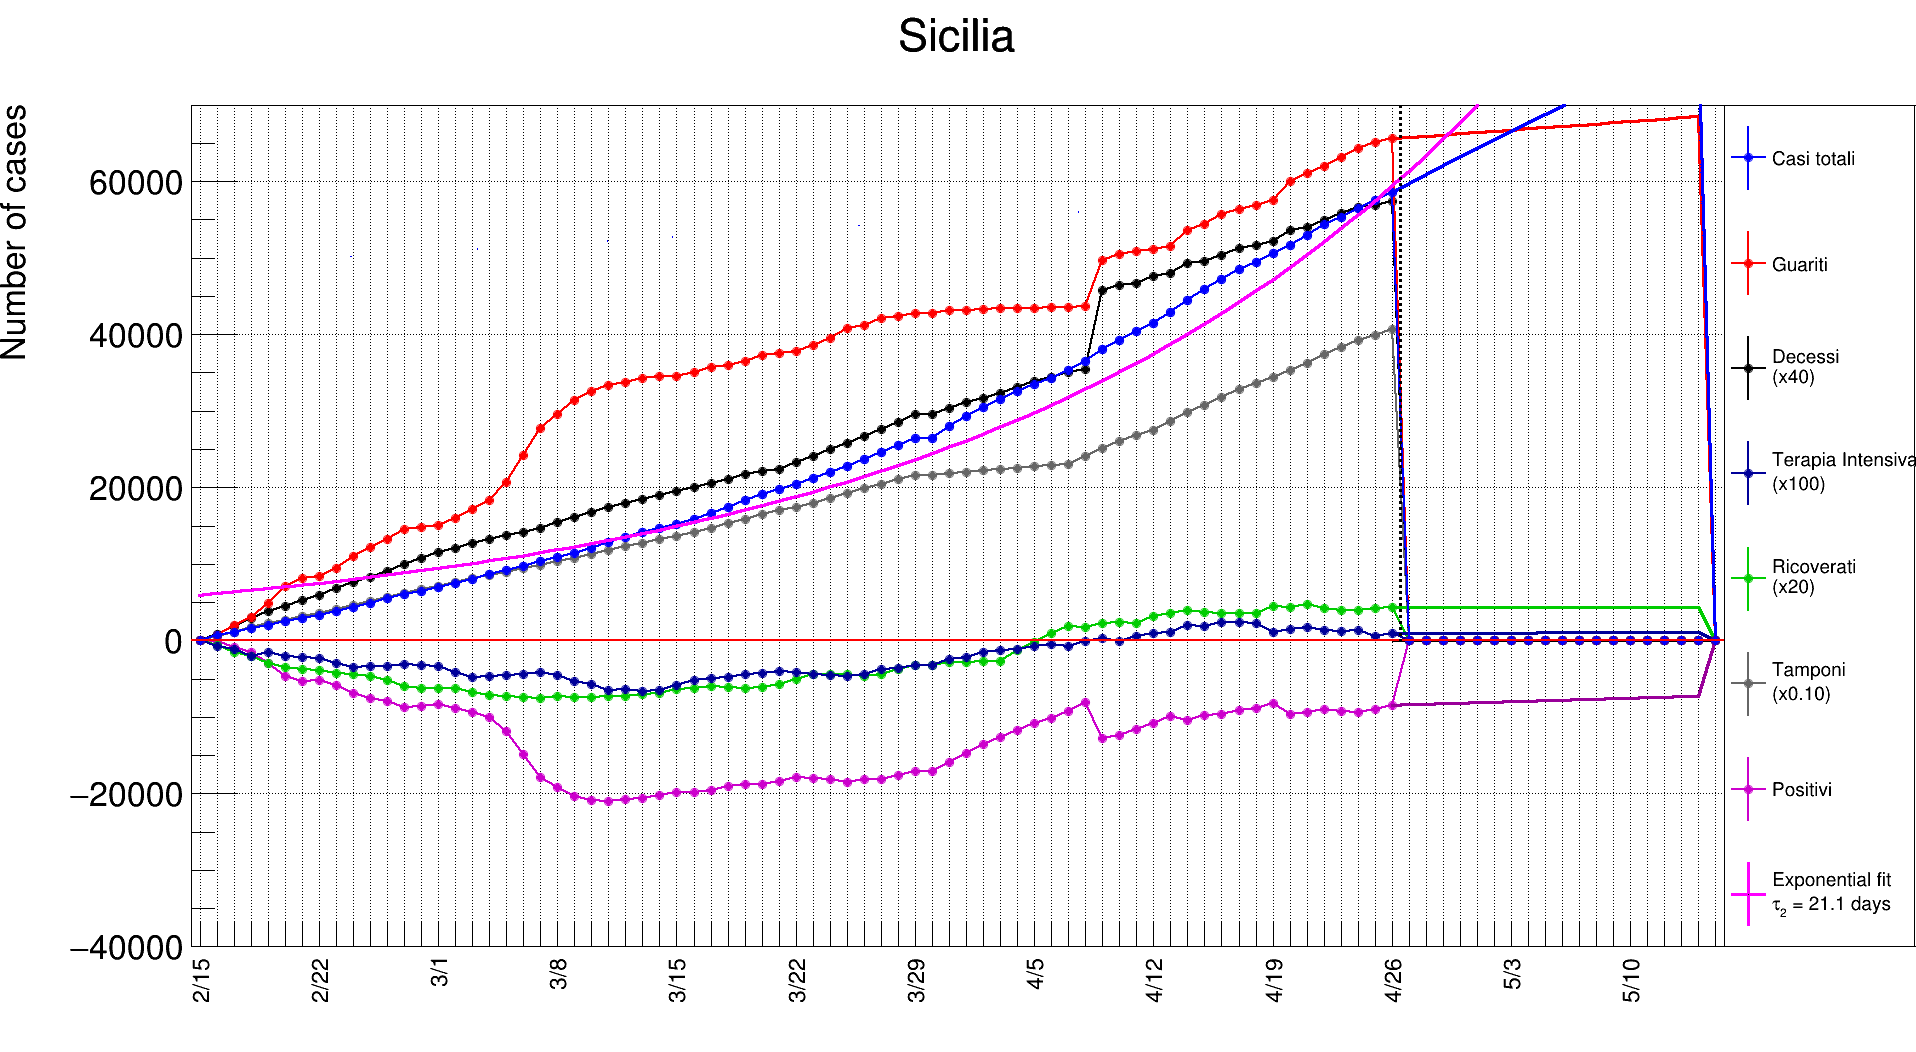 Sicilia
Number of cases
60000
40000
20000
0
−20000
−40000
2/15
2/22
3/1
3/8
3/15
3/22
3/29
4/5
4/12
4/19
4/26
5/3
5/10
Casi totali
Guariti
Decessi
(x40)
Terapia Intensiva
(x100)
Ricoverati
(x20)
Tamponi
(x0.10)
Positivi
Exponential fit
τ2 = 21.1 days